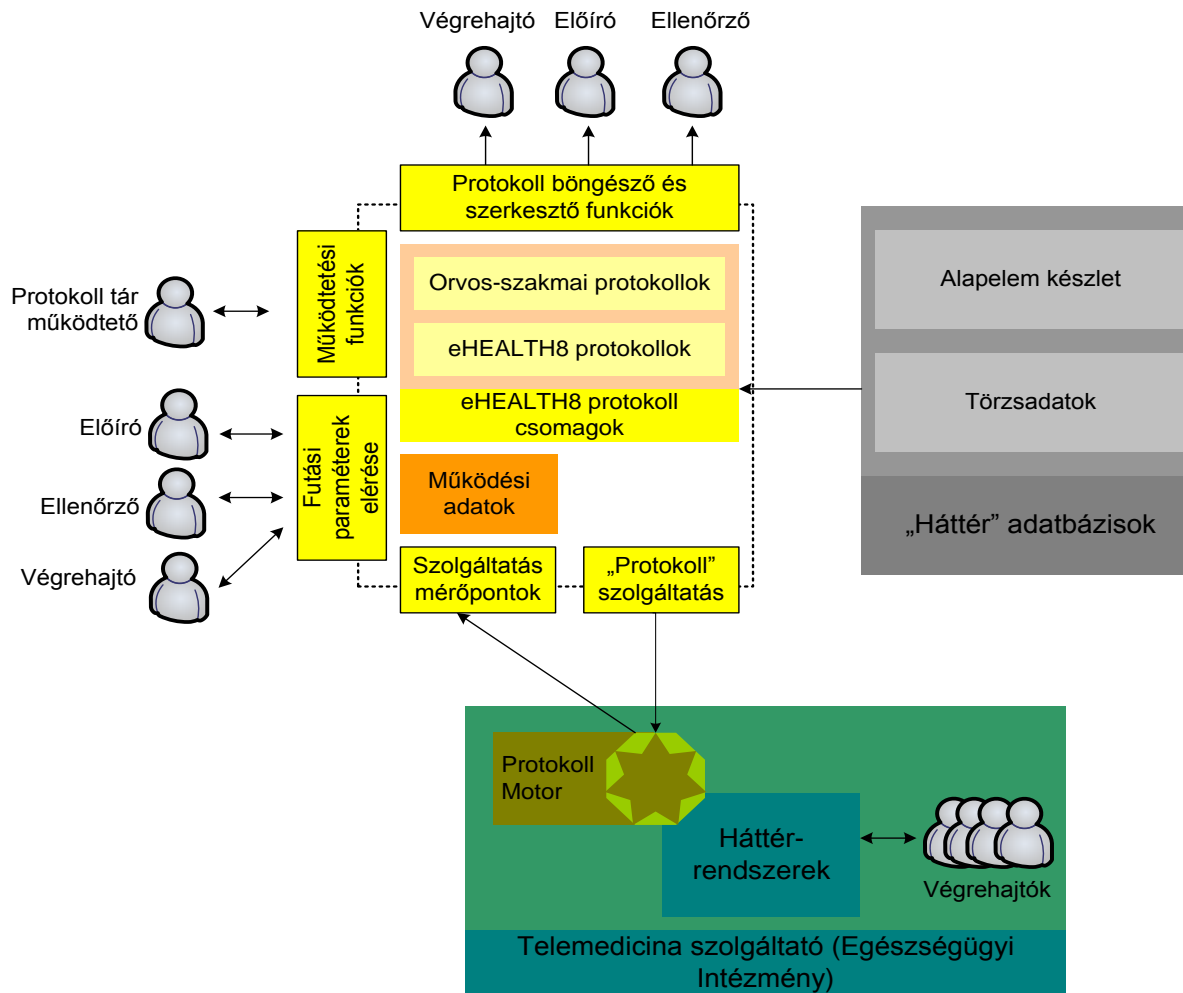 Végrehajtó
Előíró
Ellenőrző
Protokoll böngésző és
szerkesztő funkciók
Működtetési
funkciók
Orvos-szakmai protokollok
eHEALTH8 protokollok
eHEALTH8 protokoll
csomagok
Alapelem készlet
Törzsadatok
„Háttér” adatbázisok
Protokoll tár
működtető
Előíró
Ellenőrző
Végrehajtó
Futási
paraméterek
elérése
Működési
adatok
Szolgáltatás
mérőpontok
„Protokoll”
szolgáltatás
Protokoll
Motor
Háttér-
rendszerek
Végrehajtók
Telemedicina szolgáltató (Egészségügyi
Intézmény)